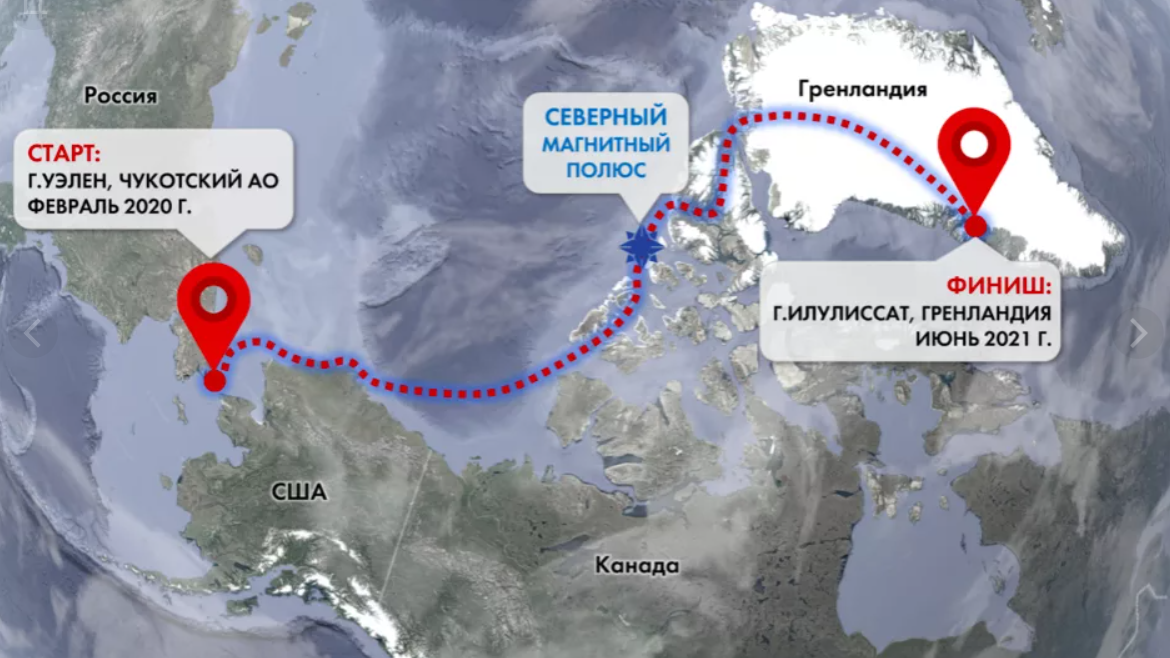 Россия
Гренландия
СЕВЕРНЫЙ
МАГНИТНЫЙ
ПОЛЮС
СТАРТ:
Г.УЭЛЕН, ЧУКОТСКИЙ АО
ФЕВРАЛЬ 2020 Г.
ФИНИШ:
Г.ИЛУЛИССАТ, ГРЕНЛАНДИЯ
ИЮНЬ 2021 Г.
США
Канада